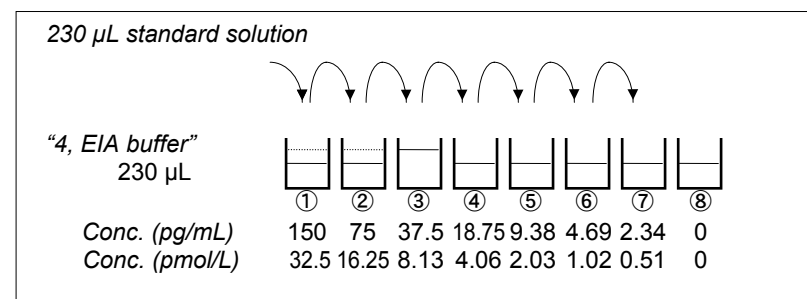 230 µL standard solution
“4, EIA buffer”
230 µL
① ② ③ ④ ⑤ ⑥ ⑦ ⑧
Conc. (pg/mL) 150 75 37.5 18.75 9.38 4.69 2.34 0
Conc. (pmol/L) 32.5 16.25 8.13 4.06 2.03 1.02 0.51 0